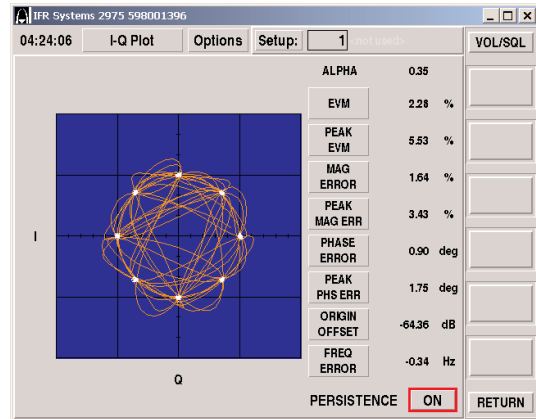 IFR Systems 2975 598001396
04:24:06 I-Q Plot Options Setup: 1 <not used> VOL/SQL
ALPHA 0.35
EVM 2.28 %
PEAK EVM 5.53 %
MAG ERROR 1.64 %
PEAK MAG ERR 3.43 %
PHASE ERROR 0.90 deg
PEAK PHS ERR 1.75 deg
ORIGIN OFFSET -64.36 dB
FREQ ERROR -0.34 Hz
I
Q
PERSISTENCE ON RETURN